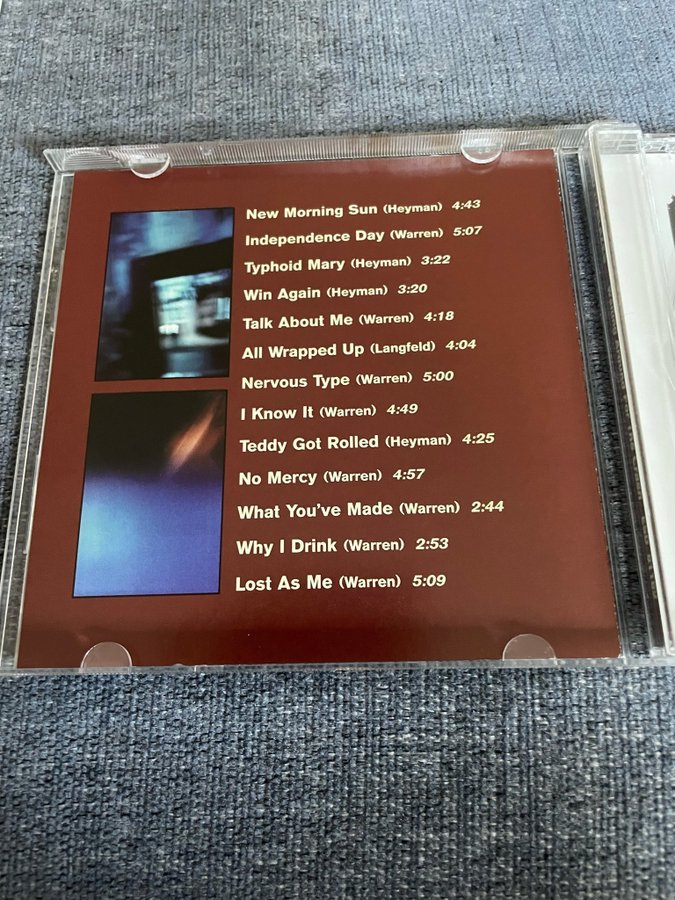 New Morning Sun (Heyman) 4:43
Independence Day (Warren) 5:07
Typhoid Mary (Heyman) 3:22
Win Again (Heyman) 3:20
Talk About Me (Warren) 4:18
All Wrapped Up (Langfeld) 4:04
Nervous Type (Warren) 5:00
I Know It (Warren) 4:49
Teddy Got Rolled (Heyman) 4:25
No Mercy (Warren) 4:57
What You've Made (Warren) 2:44
Why I Drink (Warren) 2:53
Lost As Me (Warren) 5:09